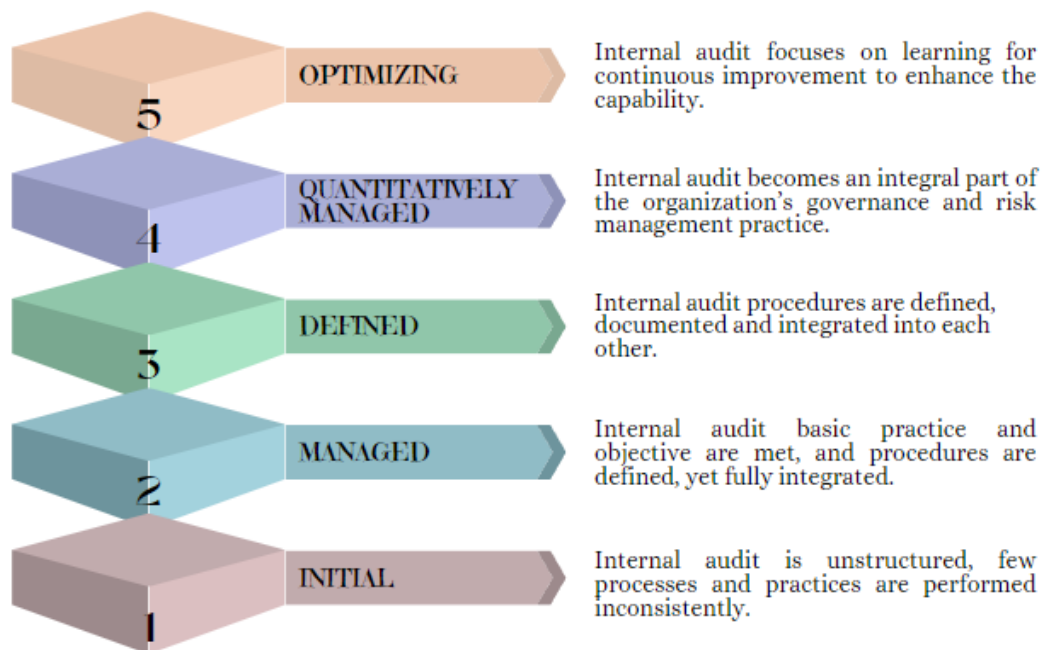 5
OPTIMIZING
Internal audit focuses on learning for
continuous improvement to enhance the
capability.
4
QUANTITATIVELY
MANAGED
Internal audit becomes an integral part of
the organization’s governance and risk
management practice.
3
DEFINED
Internal audit procedures are defined,
documented and integrated into each
other.
2
MANAGED
Internal audit basic practice and
objective are met, and procedures are
defined, yet fully integrated.
1
INITIAL
Internal audit is unstructured, few
processes and practices are performed
inconsistently.